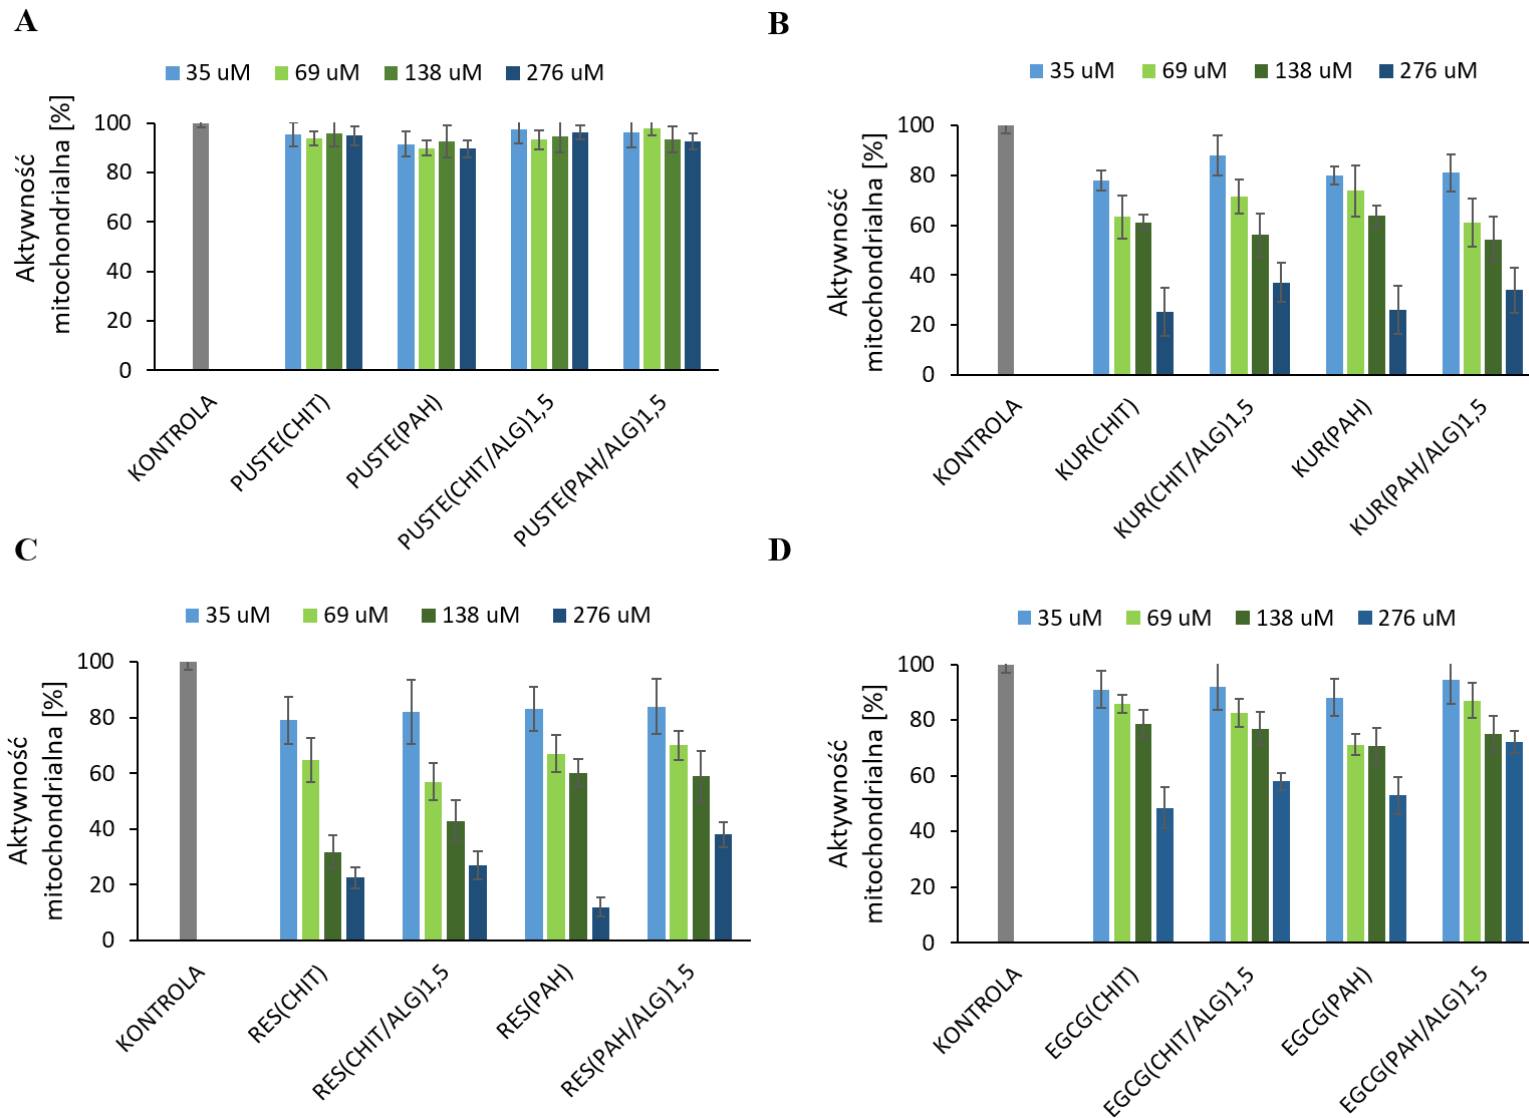 A
35 uM 69 uM 138 uM 276 uM
Aktywność
mitochondrialna [%]
100
80
60
40
20
0
KONTROLA
PUSTE(CHIT)
PUSTE(PAH)
PUSTE(CHIT/ALG)1,5
PUSTE(PAH/ALG)1,5
B
35 uM 69 uM 138 uM 276 uM
Aktywność
mitochondrialna [%]
100
80
60
40
20
0
KONTROLA
KUR(CHIT)
KUR(CHIT/ALG)1,5
KUR(PAH)
KUR(PAH/ALG)1,5
C
35 uM 69 uM 138 uM 276 uM
Aktywność
mitochondrialna [%]
100
80
60
40
20
0
KONTROLA
RES(CHIT)
RES(CHIT/ALG)1,5
RES(PAH)
RES(PAH/ALG)1,5
D
35 uM 69 uM 138 uM 276 uM
Aktywność
mitochondrialna [%]
100
80
60
40
20
0
KONTROLA
EGCG(CHIT)
EGCG(CHIT/ALG)1,5
EGCG(PAH)
EGCG(PAH/ALG)1,5